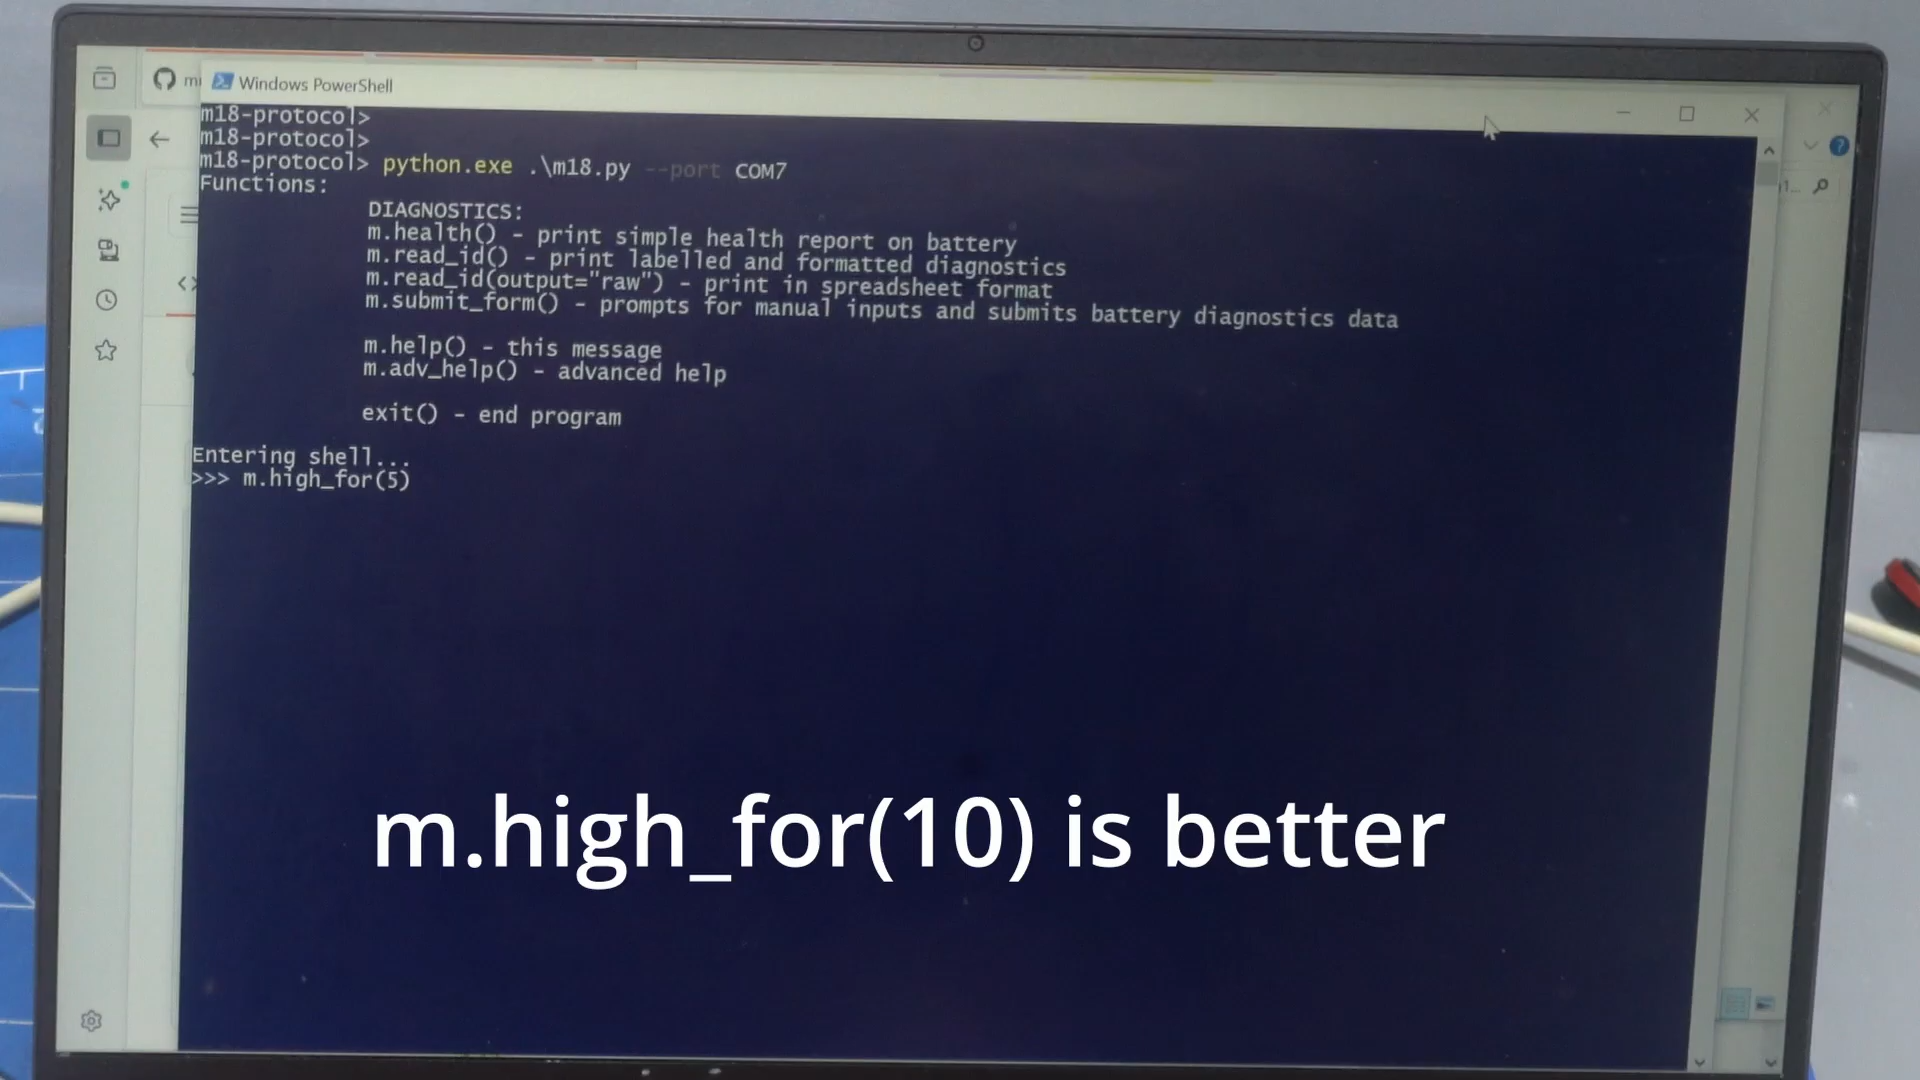 Windows PowerShell
m18-protocol>
m18-protocol>
m18-protocol> python.exe .\m18.py --port COM7
Functions:
DIAGNOSTICS:
m.health() - print simple health report on battery
m.read_id() - print labelled and formatted diagnostics
m.read_id(output="raw") - print in spreadsheet format
m.submit_form() - prompts for manual inputs and submits battery diagnostics data
m.help() - this message
m.adv_help() - advanced help
exit() - end program
Entering shell...
>>> m.high_for(5)
m.high_for(10) is better